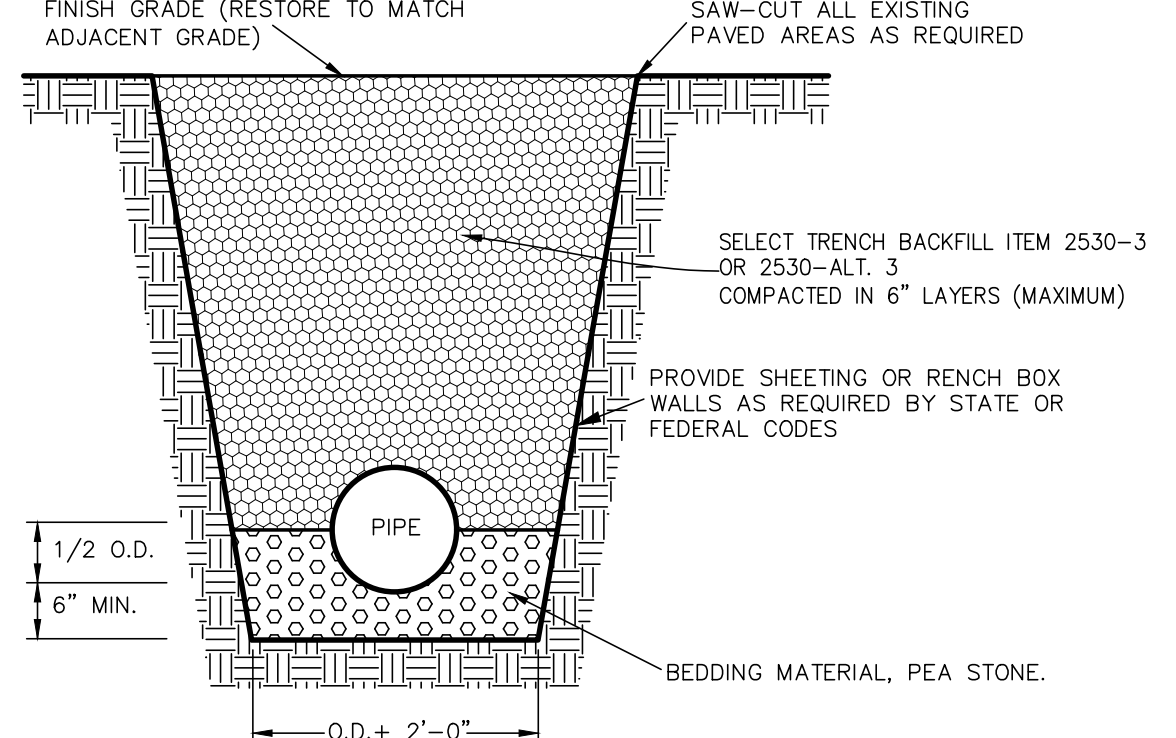 FINISH GRADE (RESTORE TO MATCH
ADJACENT GRADE)
SAW-CUT ALL EXISTING
PAVED AREAS AS REQUIRED
SELECT TRENCH BACKFILL ITEM 2530-3
OR 2530-ALT. 3
COMPACTED IN 6" LAYERS (MAXIMUM)
PROVIDE SHEETING OR RENCH BOX
WALLS AS REQUIRED BY STATE OR
FEDERAL CODES
PIPE
1/2 O.D.
6" MIN.
BEDDING MATERIAL, PEA STONE.
O.D.+ 2'-0"